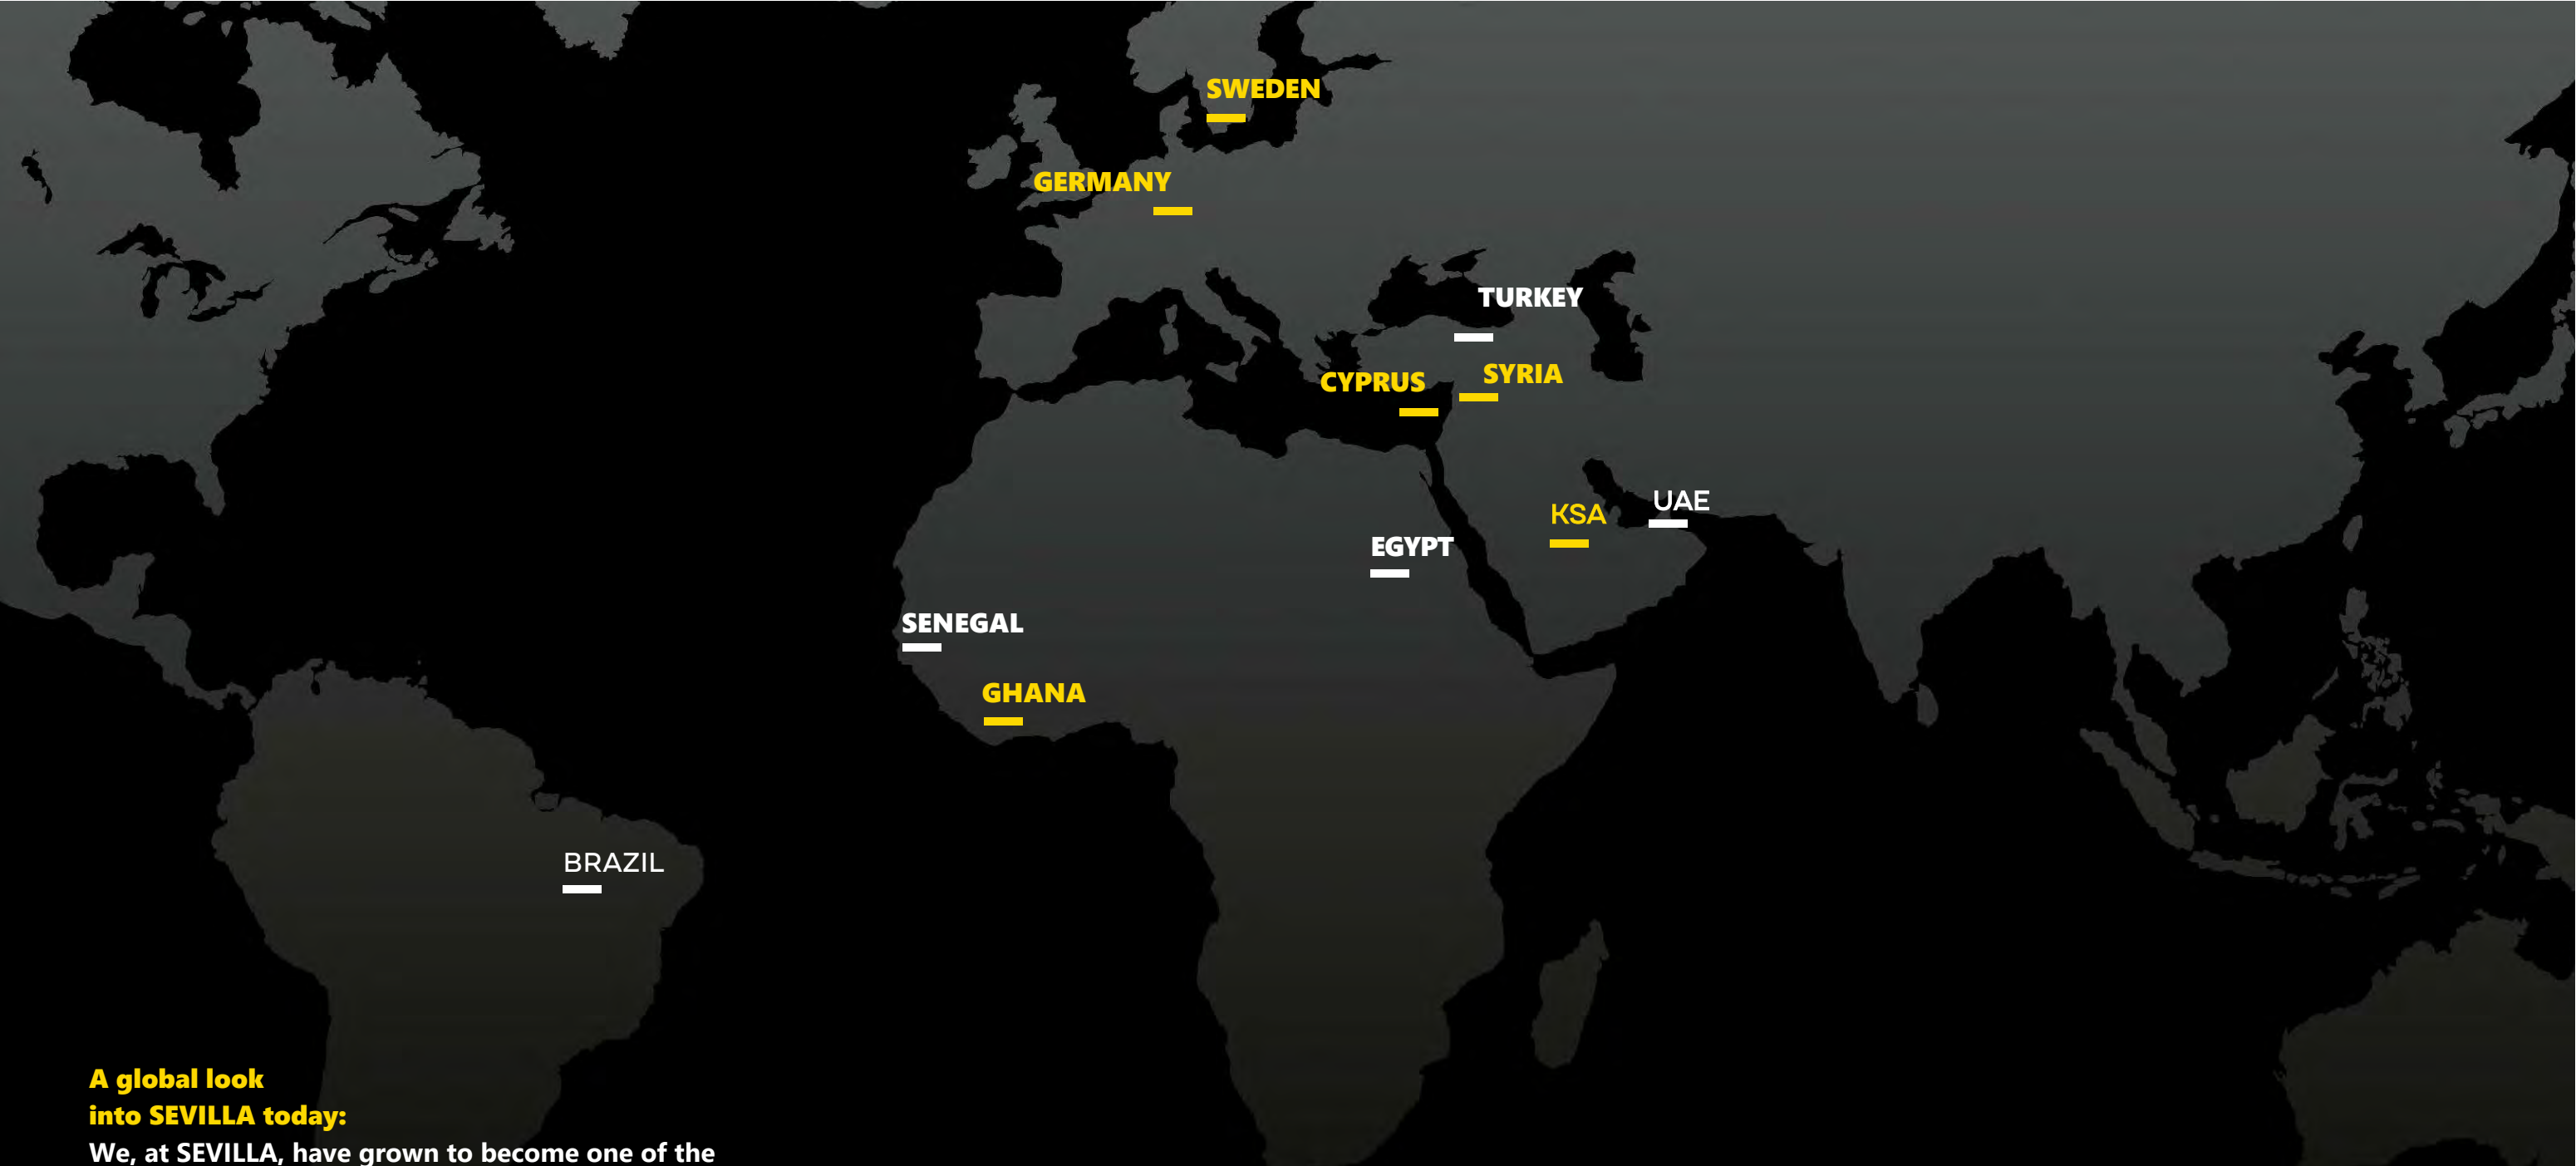 SWEDEN
GERMANY
TURKEY
SYRIA
CYPRUS
UAE
KSA
EGYPT
SENEGAL
GHANA
BRAZIL
A global look
into SEVILLA today:
We, at SEVILLA, have grown to become one of the